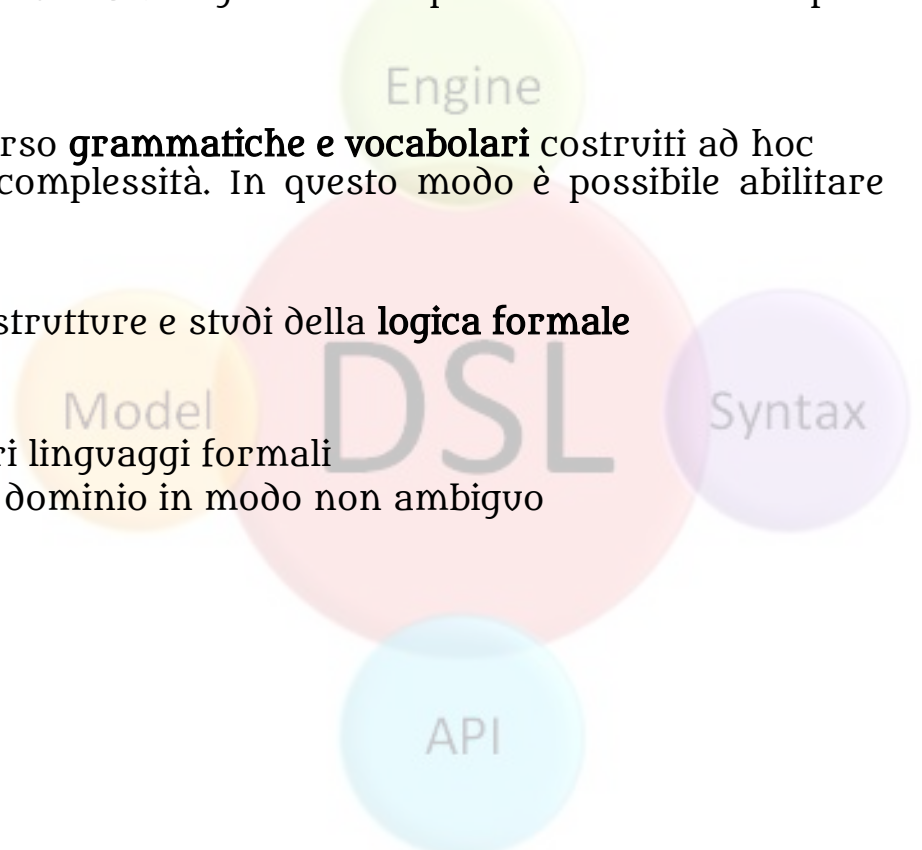 Engine
rso grammatiche e vocabolari costruiti ad hoc
complessità. In questo modo è possibile abilitare
strutture e studi della logica formale
DSL
Model
Syntax
ri linguaggi formali
dominio in modo non ambiguo
API